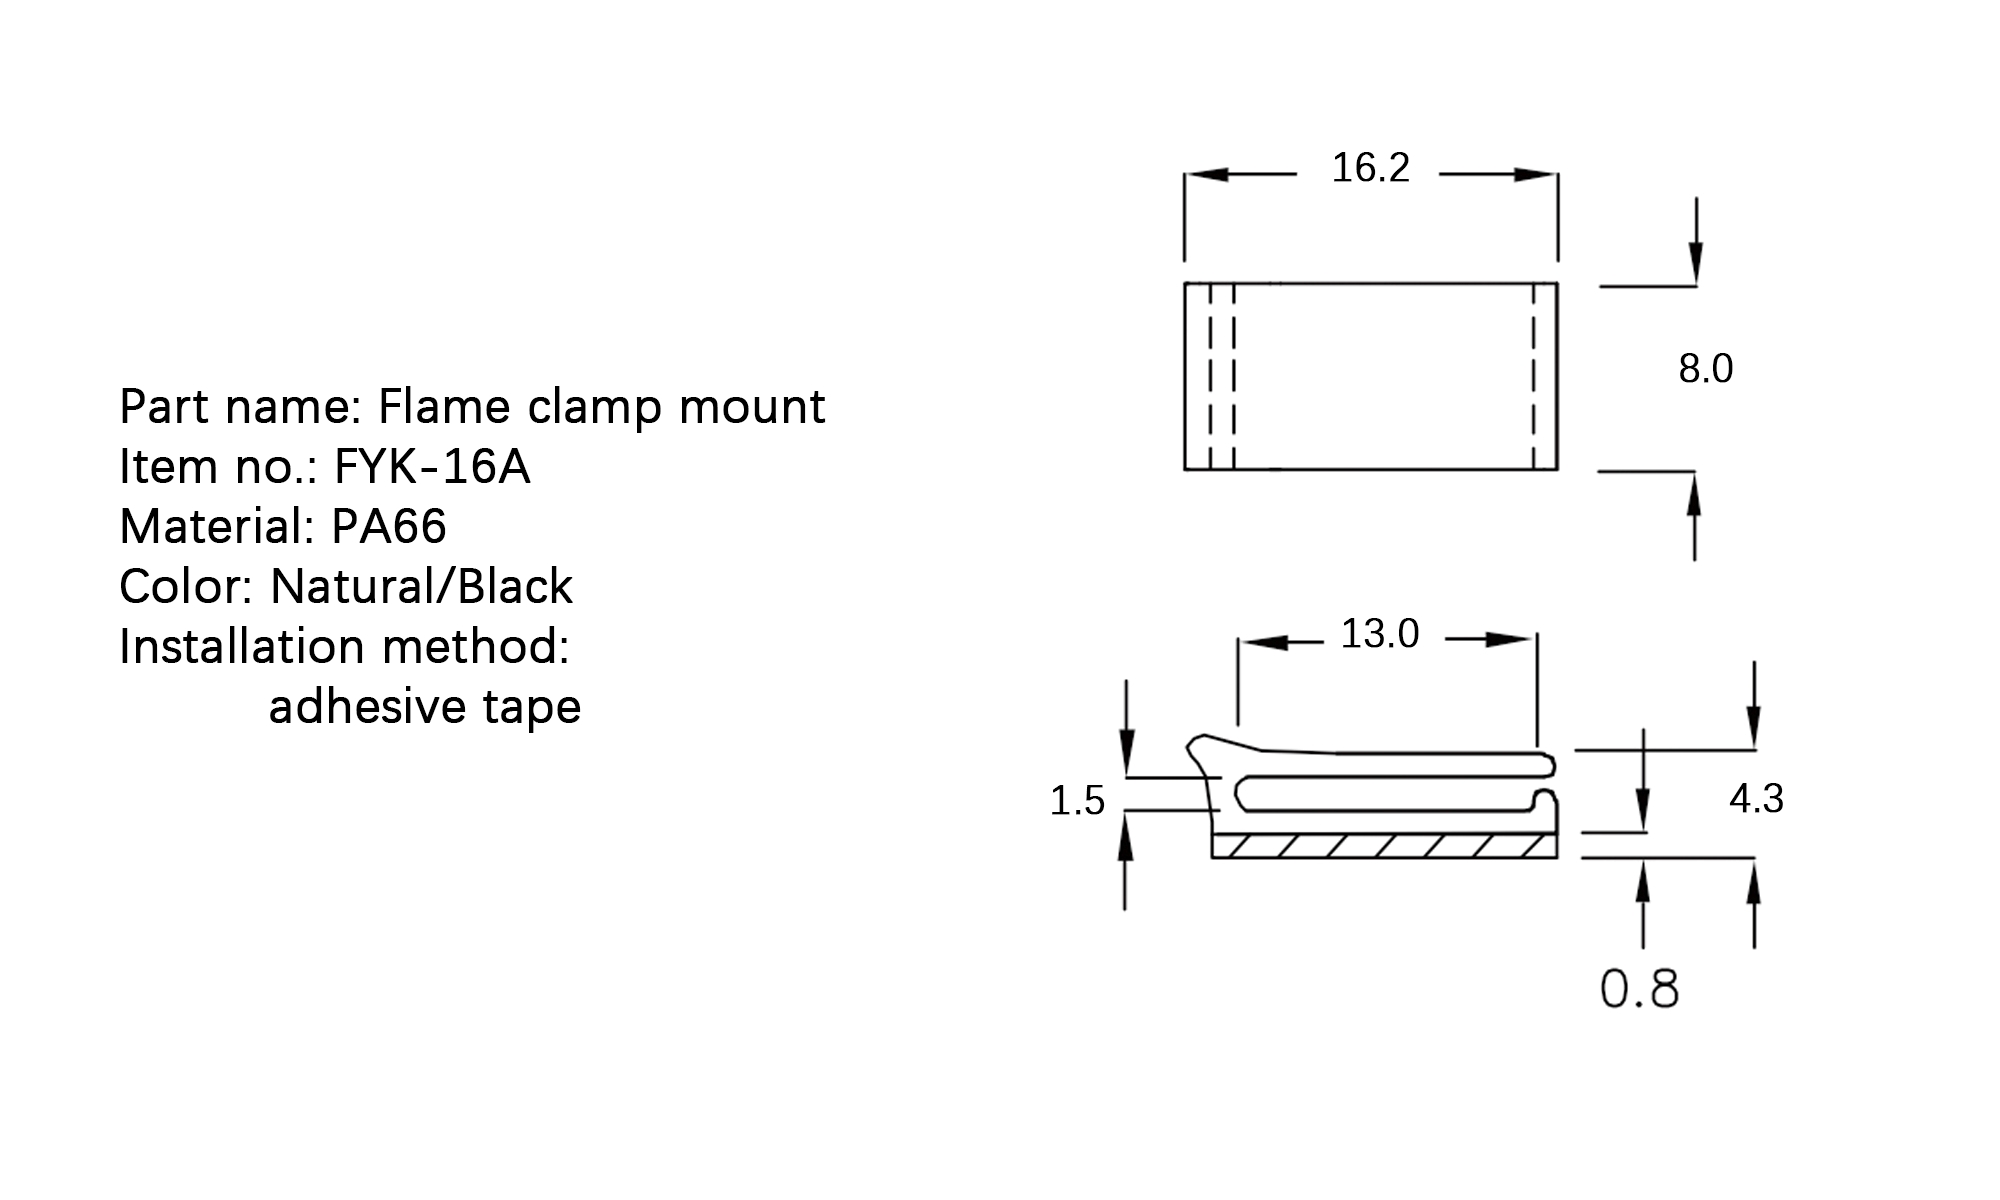 Part name: Flame clamp mount
Item no.: FYK-16A
Material: PA66
Color: Natural/Black
Installation method:
adhesive tape
16.2
8.0
13.0
1.5
4.3
0.8